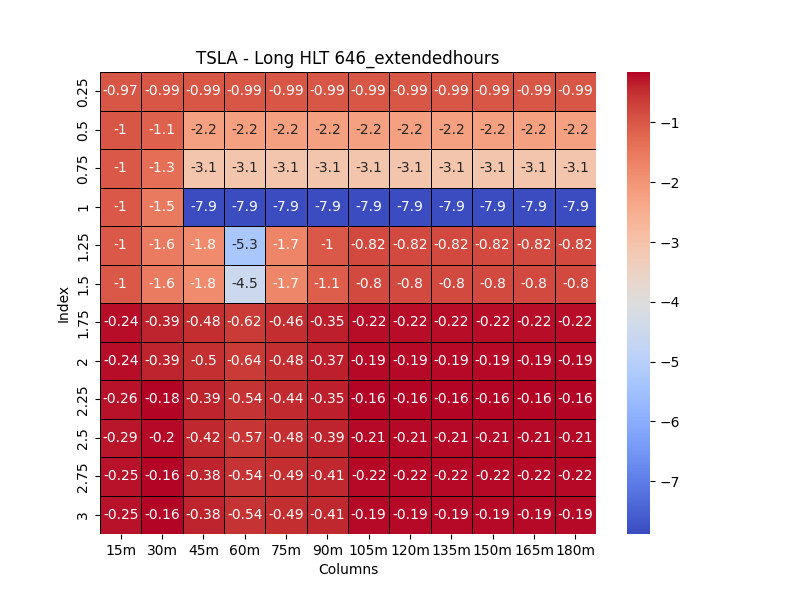 TSLA - Long HLT 646_extendedhours
0.25 -0.97 -0.99 -0.99 -0.99 -0.99 -0.99 -0.99 -0.99 -0.99 -0.99 -0.99 -0.99
0.5 -1 -1.1 -2.2 -2.2 -2.2 -2.2 -2.2 -2.2 -2.2 -2.2 -2.2 -2.2
0.75 -1 -1.3 -3.1 -3.1 -3.1 -3.1 -3.1 -3.1 -3.1 -3.1 -3.1 -3.1
1 -1 -1.5 -7.9 -7.9 -7.9 -7.9 -7.9 -7.9 -7.9 -7.9 -7.9 -7.9
1.25 -1 -1.6 -1.8 -5.3 -1.7 -1 -0.82 -0.82 -0.82 -0.82 -0.82 -0.82
1.5 -1 -1.6 -1.8 -4.5 -1.7 -1.1 -0.8 -0.8 -0.8 -0.8 -0.8 -0.8
1.75 -0.24 -0.39 -0.48 -0.62 -0.46 -0.35 -0.22 -0.22 -0.22 -0.22 -0.22 -0.22
2 -0.24 -0.39 -0.5 -0.64 -0.48 -0.37 -0.19 -0.19 -0.19 -0.19 -0.19 -0.19
2.25 -0.26 -0.18 -0.39 -0.54 -0.44 -0.35 -0.16 -0.16 -0.16 -0.16 -0.16 -0.16
2.5 -0.29 -0.2 -0.42 -0.57 -0.48 -0.39 -0.21 -0.21 -0.21 -0.21 -0.21 -0.21
2.75 -0.25 -0.16 -0.38 -0.54 -0.49 -0.41 -0.22 -0.22 -0.22 -0.22 -0.22 -0.22
3 -0.25 -0.16 -0.38 -0.54 -0.49 -0.41 -0.19 -0.19 -0.19 -0.19 -0.19 -0.19
15m 30m 45m 60m 75m 90m 105m 120m 135m 150m 165m 180m
Columns
Index
−1
−2
−3
−4
−5
−6
−7